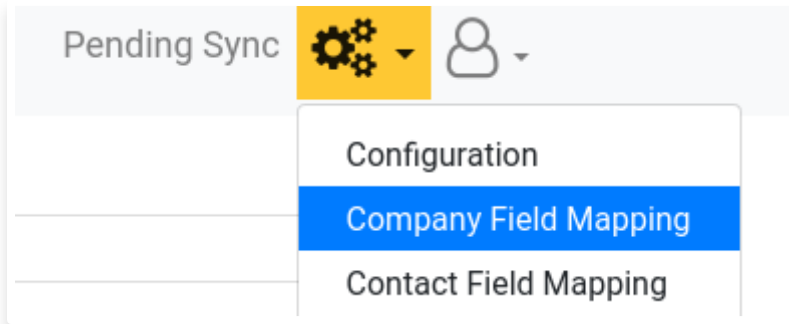 Pending Sync
Configuration
Company Field Mapping
Contact Field Mapping